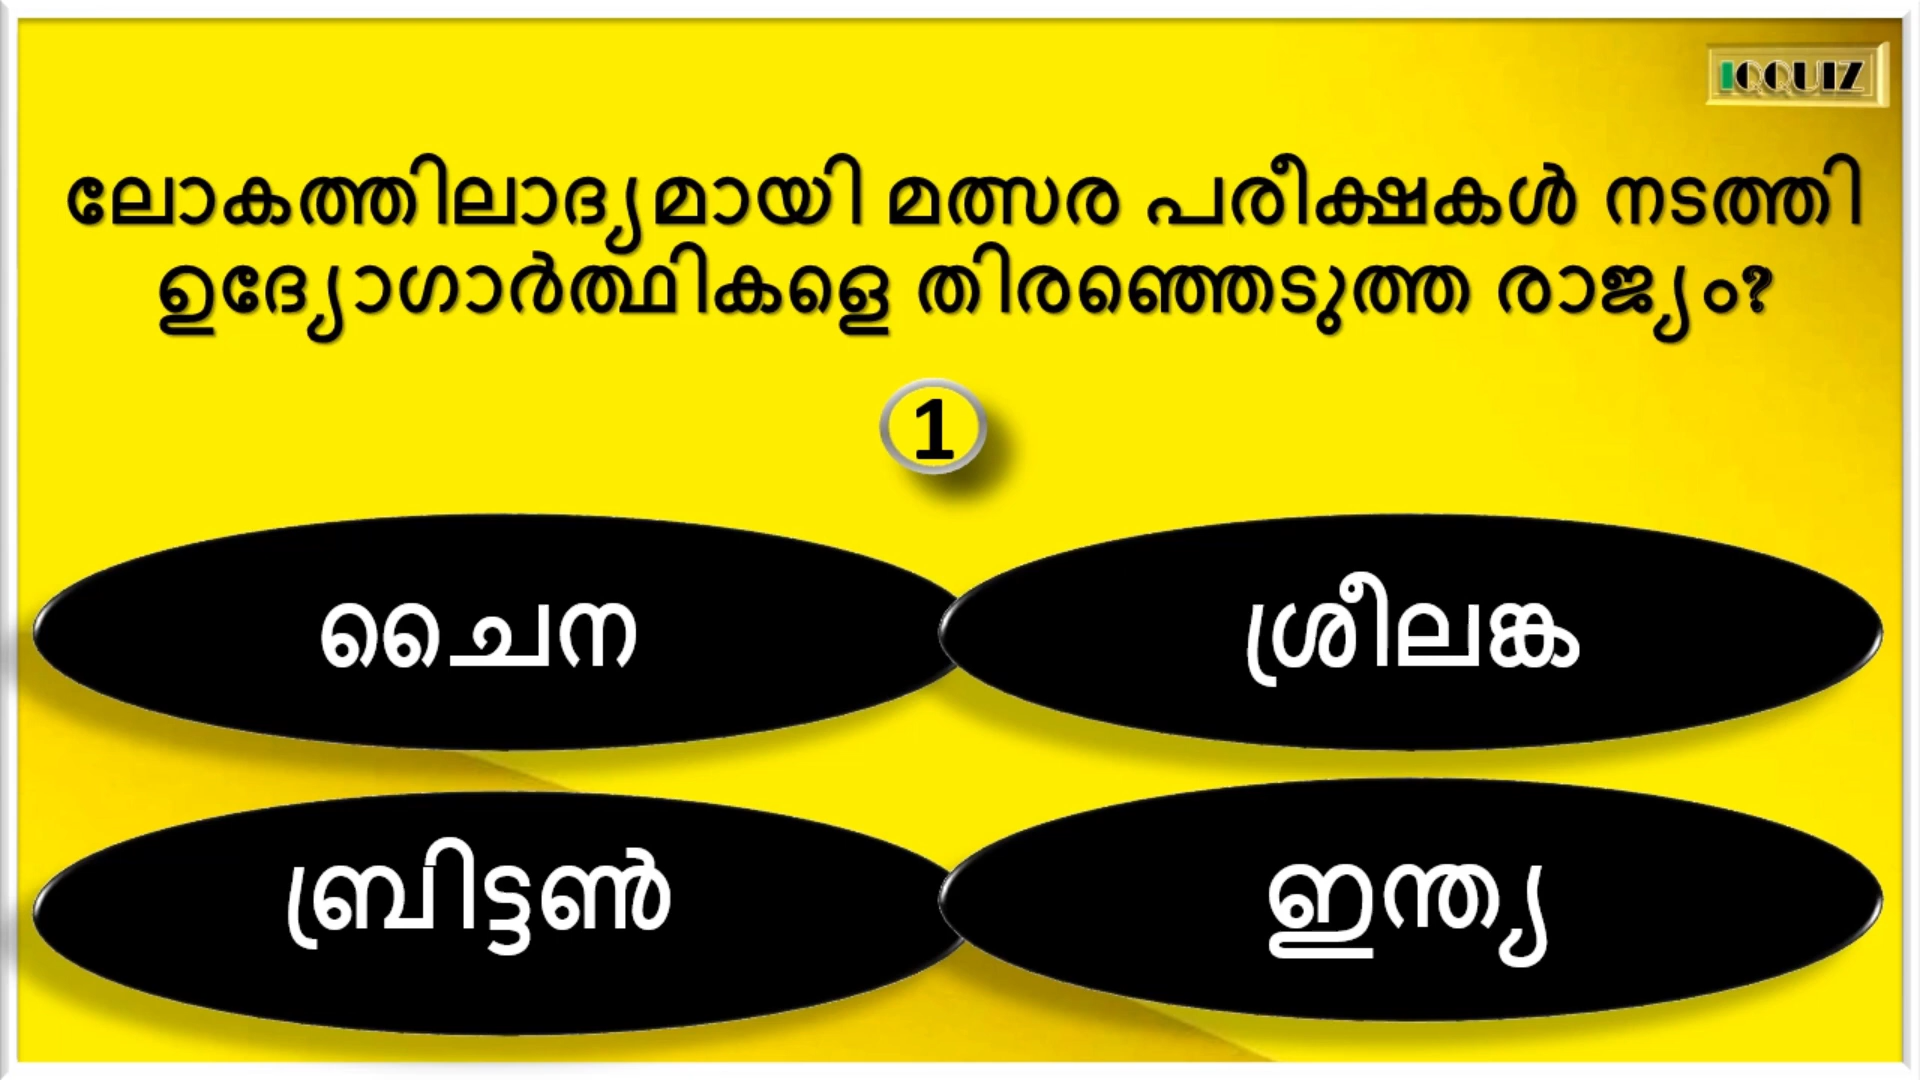 IQQUIZ
ലോകത്തിലാദ്യമായി മത്സര പരീക്ഷകൾ നടത്തി
ഉദ്യോഗാർത്ഥികളെ തിരഞ്ഞെടുത്ത രാജ്യം?
1
ചൈന
ശ്രീലങ്ക
ബ്രിട്ടൺ
ഇന്ത്യ